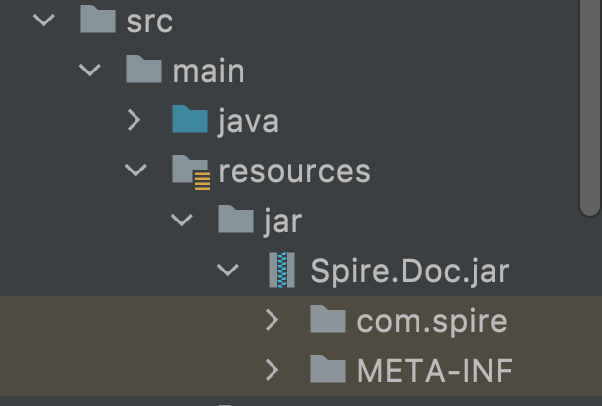 src
main
java
resources
jar
Spire.Doc.jar
com.spire
META-INF